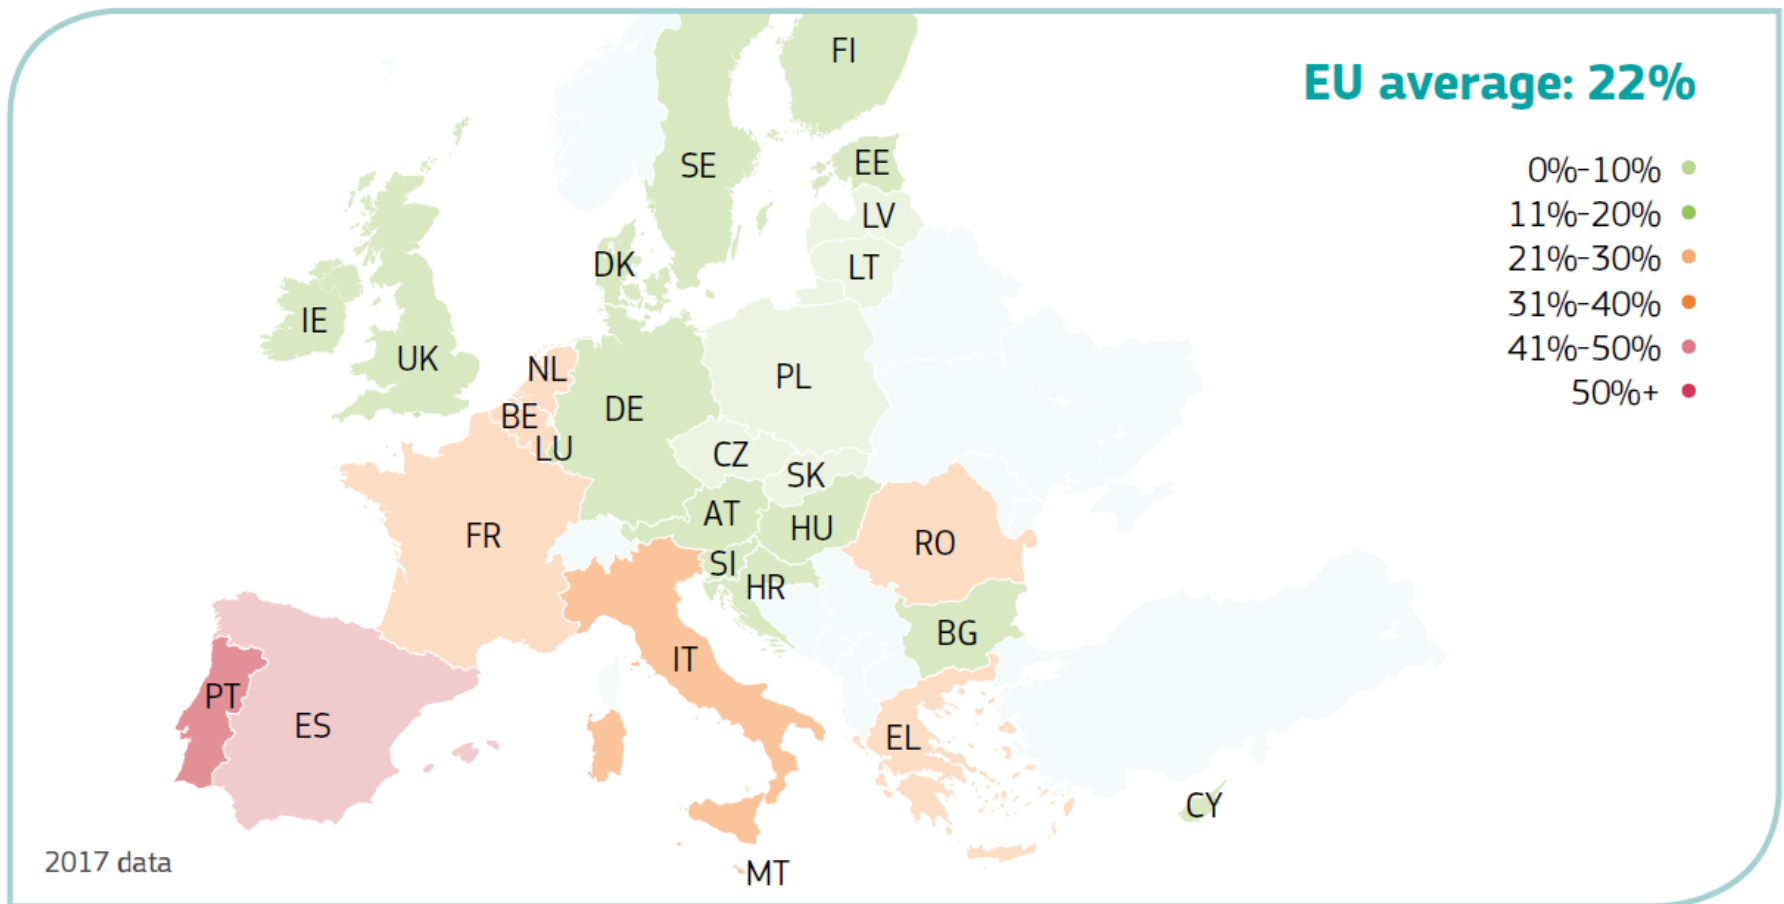 FI
EU average: 22%
0%-10%
11%-20%
21%-30%
31%-40%
41%-50%
50%+
SE
EE
LV
LT
DK
IE
UK
NL
BE
LU
DE
PL
CZ
SK
AT
HU
SI
HR
FR
RO
BG
IT
PT
ES
EL
CY
MT
2017 data